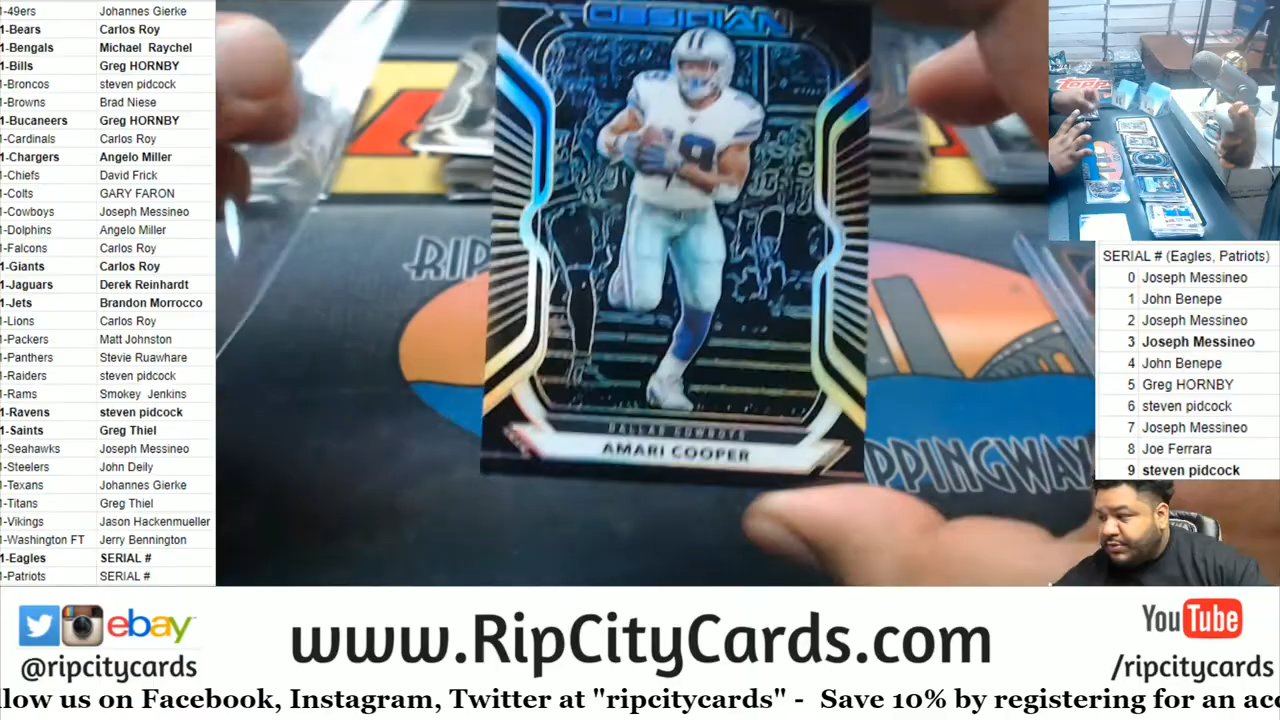 1-49ers Johannes Gierke
1-Bears Carlos Roy
1-Bengals Michael Raychel
1-Bills Greg HORNBY
1-Broncos steven pidcock
1-Browns Brad Niese
1-Bucaneers Greg HORNBY
1-Cardinals Carlos Roy
1-Chargers Angelo Miller
1-Chiefs David Frick
1-Colts GARY FARON
1-Cowboys Joseph Messineo
1-Dolphins Angelo Miller
1-Falcons Carlos Roy
1-Giants Carlos Roy
1-Jaguars Derek Reinhardt
1-Jets Brandon Morrocco
1-Lions Carlos Roy
1-Packers Matt Johnston
1-Panthers Stevie Ruawhare
1-Raiders steven pidcock
1-Rams Smokey Jenkins
1-Ravens steven pidcock
1-Saints Greg Thiel
1-Seahawks Joseph Messineo
1-Steelers John Deily
1-Texans Johannes Gierke
1-Titans Greg Thiel
1-Vikings Jason Hackenmueller
1-Washington FT Jerry Bennington
1-Eagles SERIAL #
1-Patriots SERIAL #
OBSIDIAN
DALLAS COWBOYS
AMARI COOPER
RIP
PPINGWAY
Topps
SERIAL # (Eagles, Patriots)
0 Joseph Messineo
1 John Benepe
2 Joseph Messineo
3 Joseph Messineo
4 John Benepe
5 Greg HORNBY
6 steven pidcock
7 Joseph Messineo
8 Joe Ferrara
9 steven pidcock
ebay
@ripcitycards
www.RipCityCards.com
YouTube
/ripcitycards
llow us on Facebook, Instagram, Twitter at "ripcitycards" - Save 10% by registering for an acc